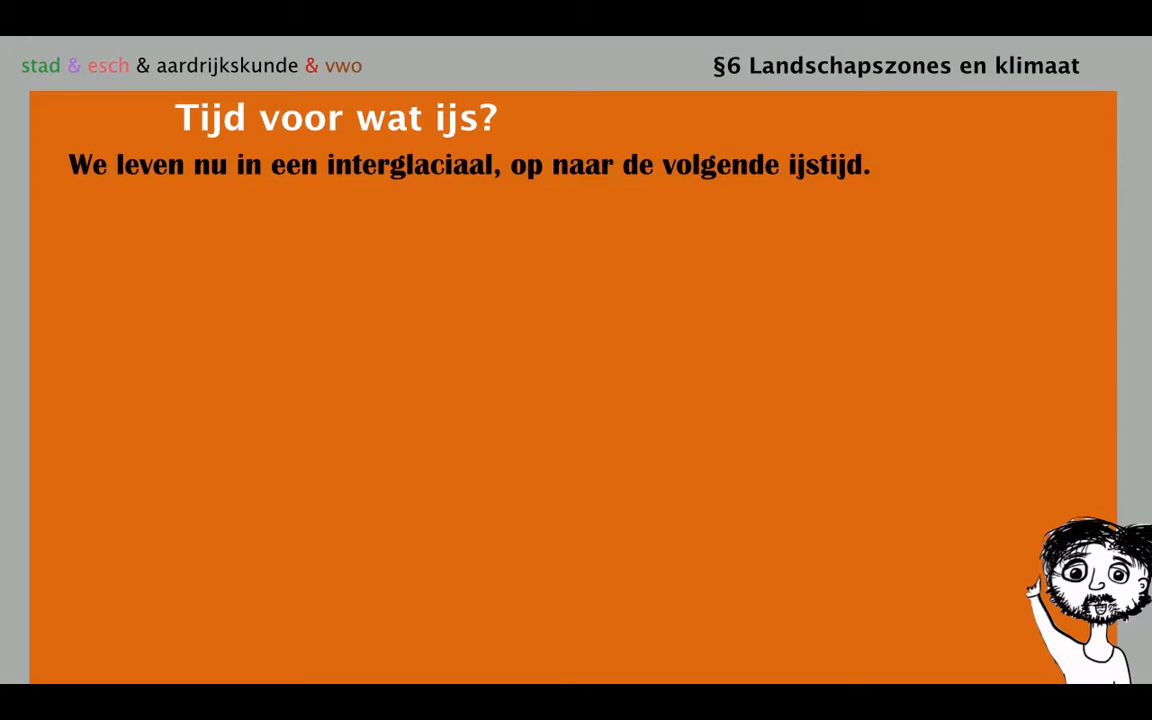 stad & esch & aardrijkskunde & vwo
§6 Landschapszones en klimaat
Tijd voor wat ijs?
We leven nu in een interglaciaal, op naar de volgende ijstijd.